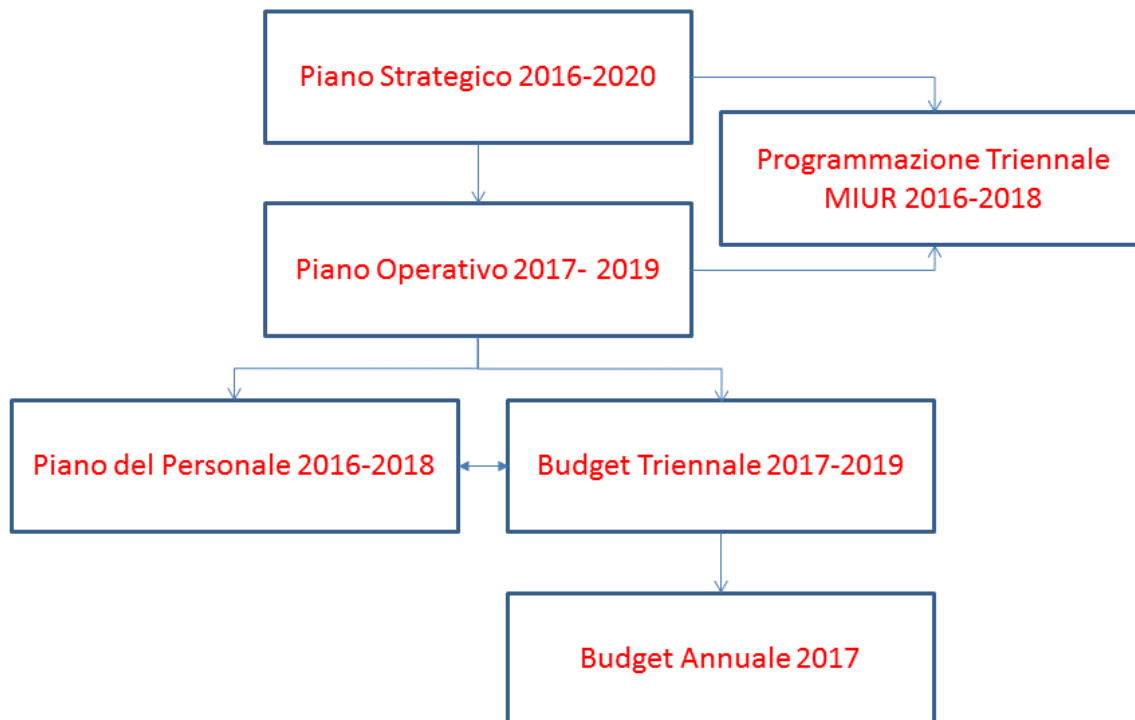 Piano Strategico 2016-2020
Programmazione Triennale
MIUR 2016-2018
Piano Operativo 2017- 2019
Piano del Personale 2016-2018
Budget Triennale 2017-2019
Budget Annuale 2017